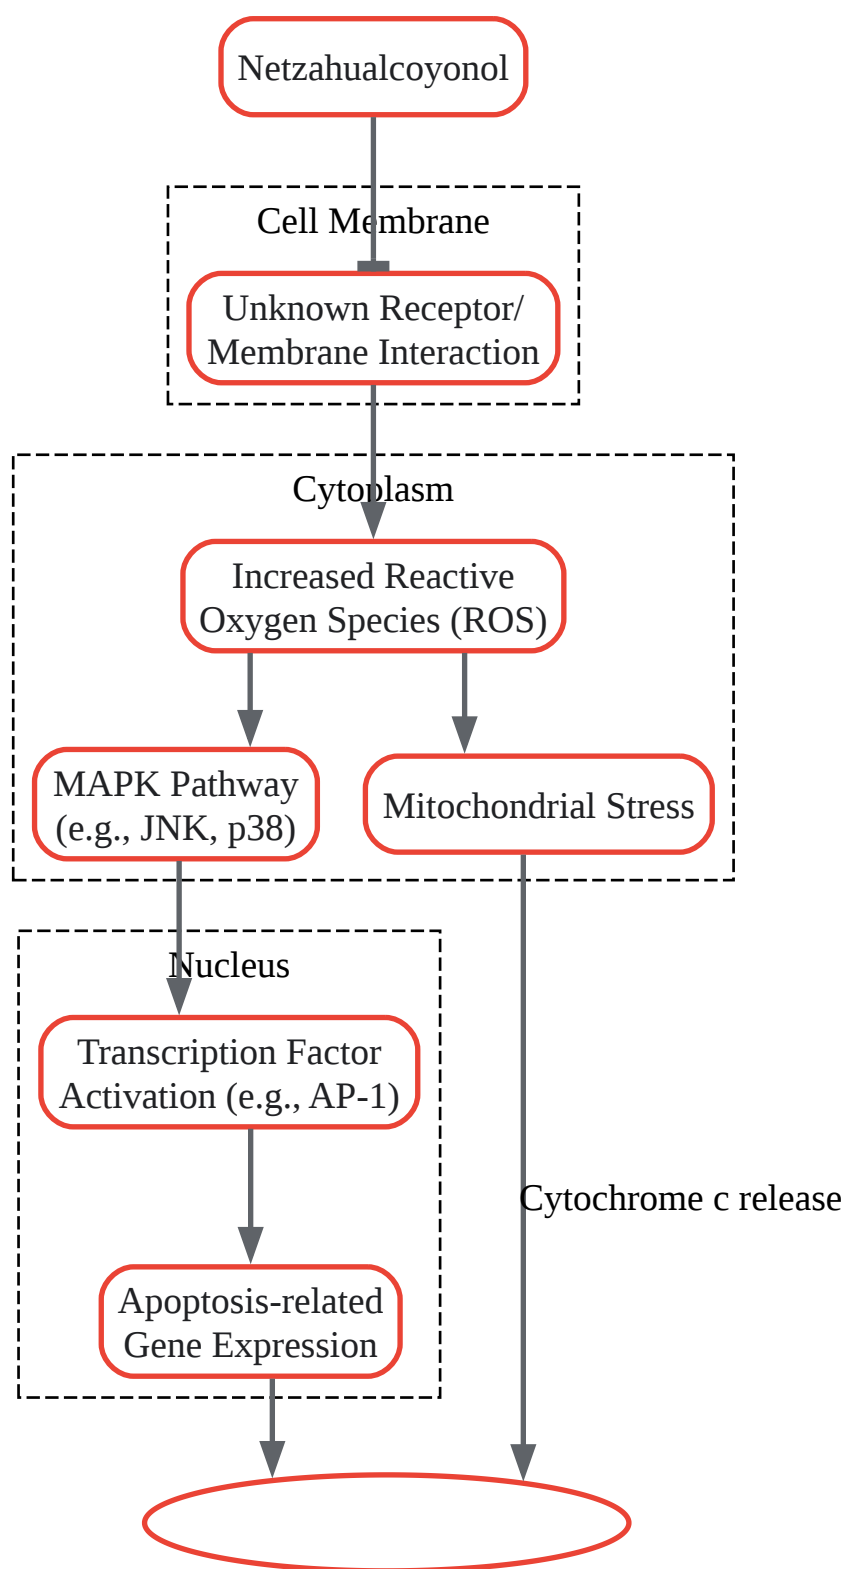 Netzahualcoyonol
Cell Membrane
Unknown Receptor/
Membrane Interaction
Cytoplasm
Increased Reactive
Oxygen Species (ROS)
MAPK Pathway
(e.g., JNK, p38)
Mitochondrial Stress
Nucleus
Transcription Factor
Activation (e.g., AP-1)
Cytochrome c release
Apoptosis-related
Gene Expression